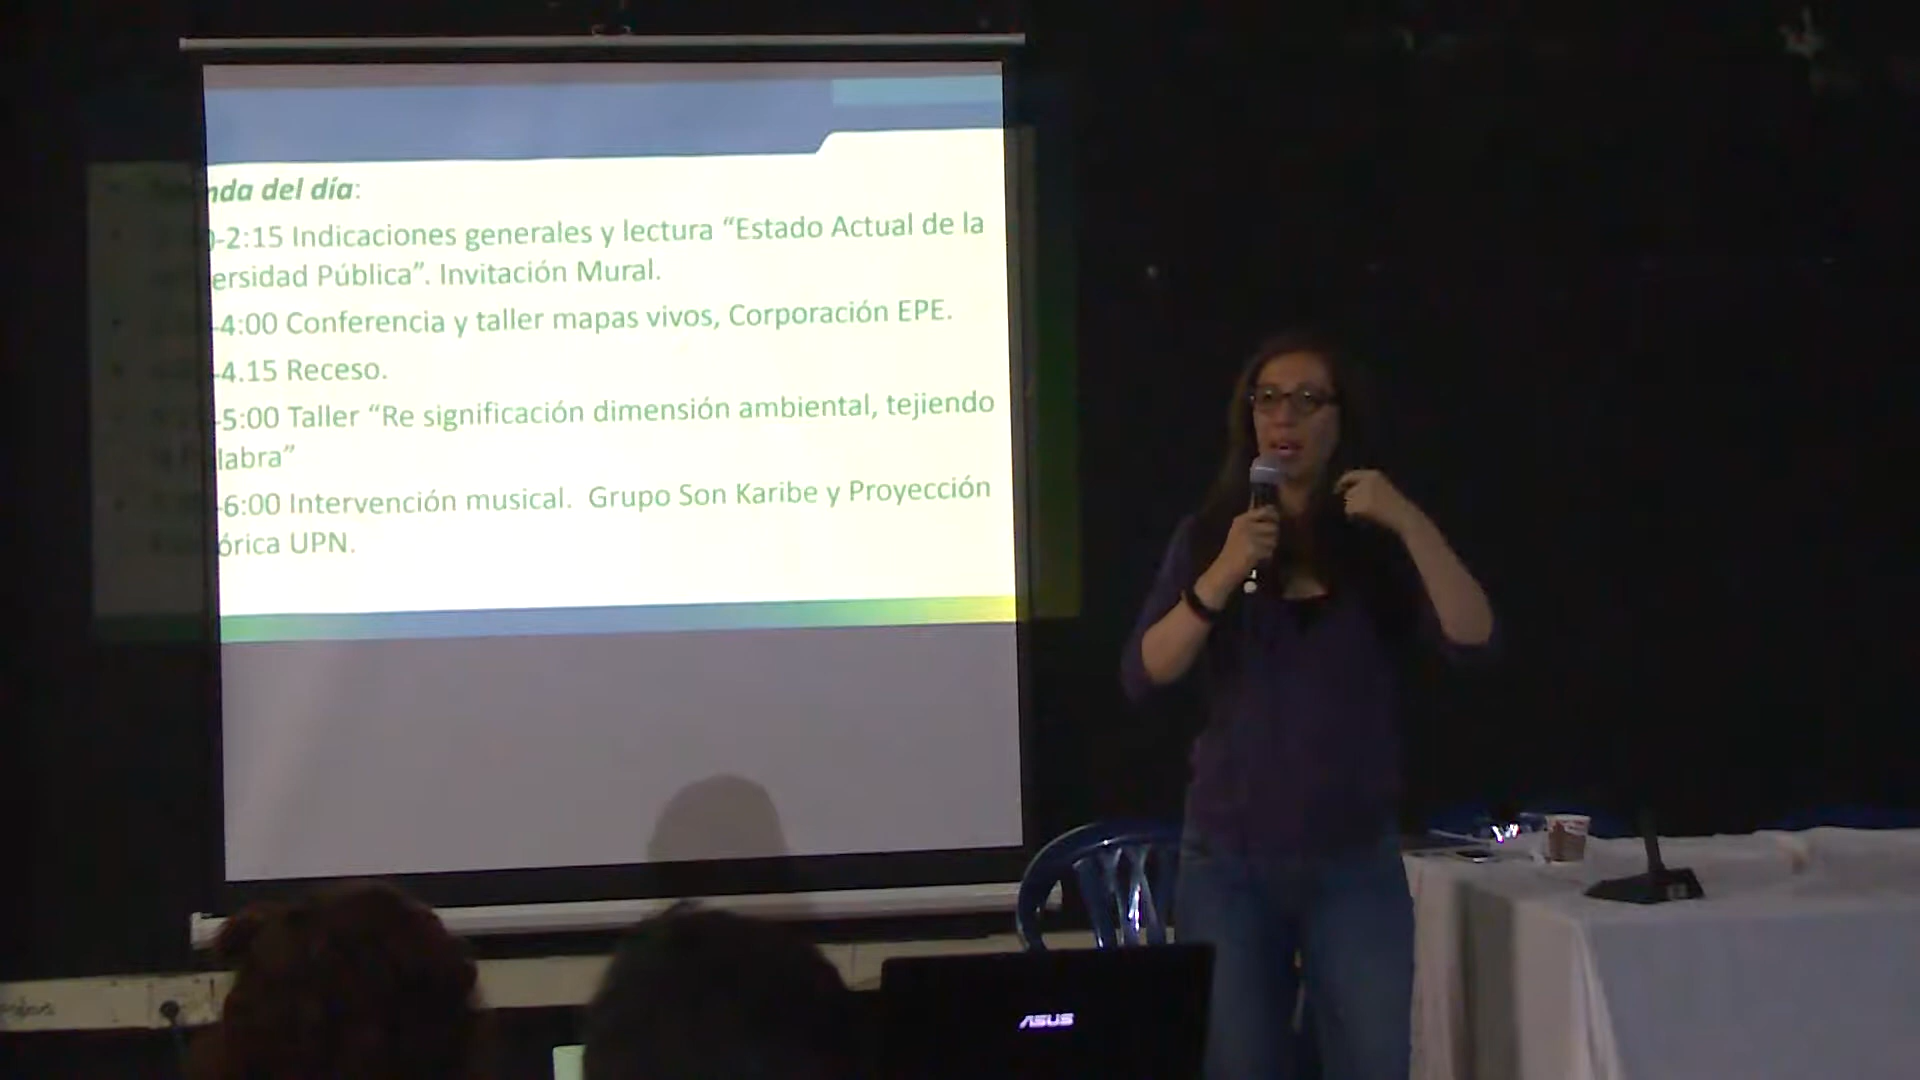 nda del día:
-2:15 Indicaciones generales y lectura “Estado Actual de la
ersidad Pública”. Invitación Mural.
-4:00 Conferencia y taller mapas vivos, Corporación EPE.
-4.15 Receso.
-5:00 Taller “Re significación dimensión ambiental, tejiendo
labra”
-6:00 Intervención musical. Grupo Son Karibe y Proyección
órica UPN.
ASUS